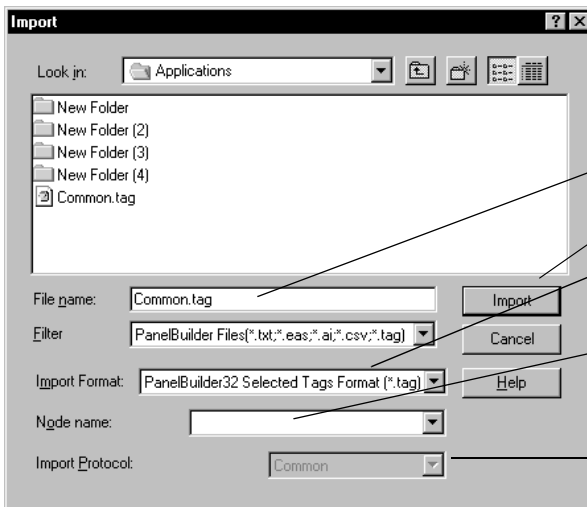 Import
Look in: Applications
New Folder
New Folder (2)
New Folder (3)
New Folder (4)
Common.tag
File name: Common.tag Import
Filter PanelBuilder Files(*.txt;*.eas;*.ai;*.csv;*.tag) Cancel
Import Format: PanelBuilder32 Selected Tags Format (*.tag) Help
Node name:
Import Protocol: Common